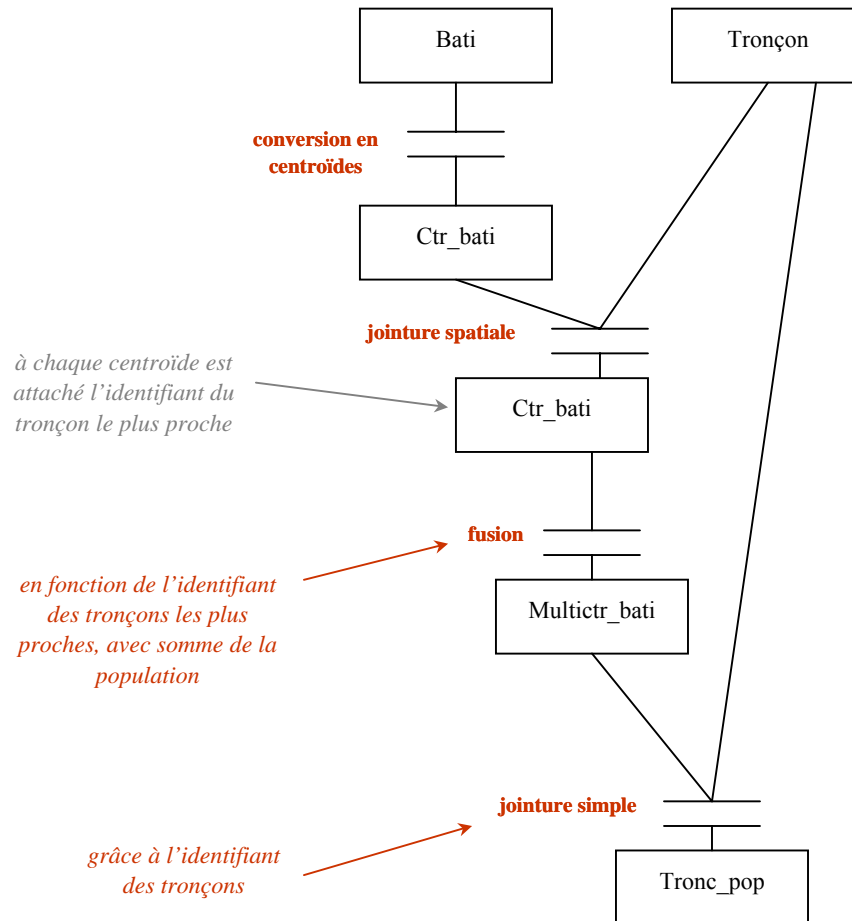 Bati
Tronçon
conversion en
centroïdes
Ctr_bati
jointure spatiale
à chaque centroïde est
attaché l’identifiant du
tronçon le plus proche
Ctr_bati
fusion
en fonction de l’identifiant
des tronçons les plus
proches, avec somme de la
population
Multictr_bati
jointure simple
grâce à l’identifiant
des tronçons
Tronc_pop